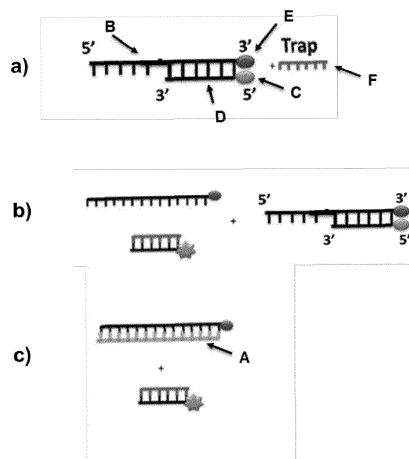 B
E
5' 3' Trap
a) + F
3' 5' C
D
b) + 5' 3'
3' 5'
c) A
+